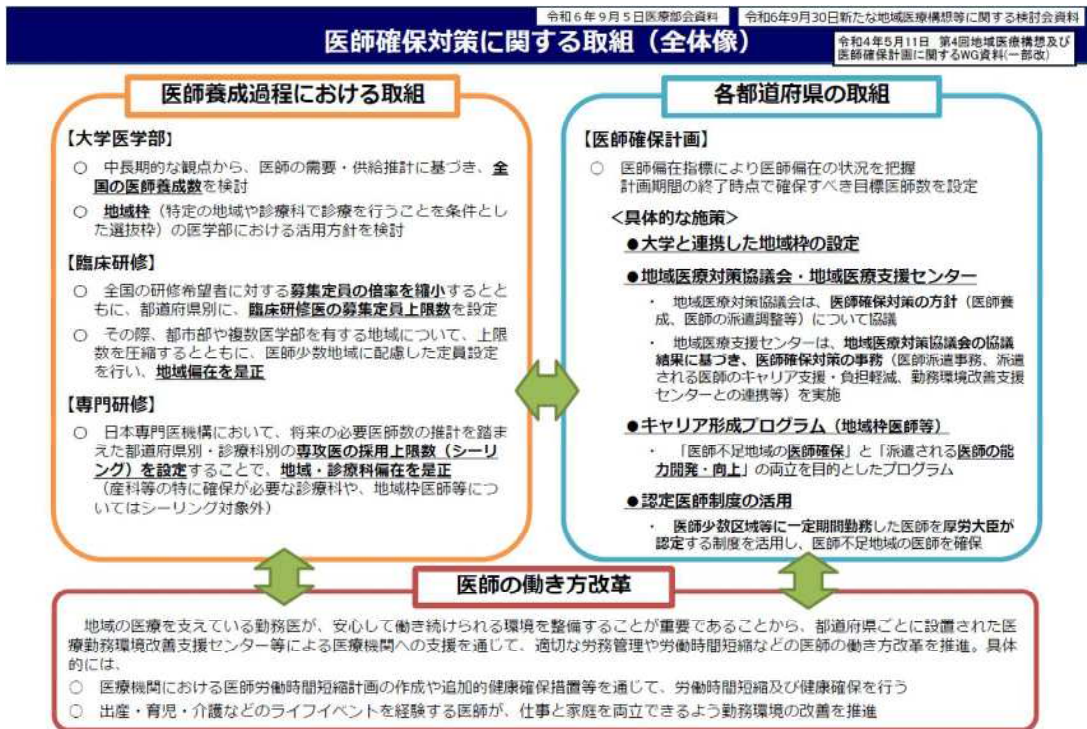 令和６年９月５日医療部会資料
令和6年9月30日新たな地域医療構想等に関する検討会資料
医師確保対策に関する取組（全体像）
令和４年５月11日　第4回地域医療構想及び
医師確保計画に関するWG資料(一部改)
医師養成過程における取組
【大学医学部】
○　中長期的な観点から、医師の需要・供給推計に基づき、全
国の医師養成数を検討
○　地域枠（特定の地域や診療科で診療を行うことを条件とし
た選抜枠）の医学部における活用方針を検討
【臨床研修】
○　全国の研修希望者に対する募集定員の倍率を縮小するとと
もに、都道府県別に、臨床研修医の募集定員上限数を設定
○　その際、都市部や複数医学部を有する地域について、上限
数を圧縮するとともに、医師少数地域に配慮した定員設定
を行い、地域偏在を是正
【専門研修】
○　日本専門医機構において、将来の必要医師数の推計を踏ま
えた都道府県別・診療科別の専攻医の採用上限数（シーリ
ング）を設定することで、地域・診療科偏在を是正
（産科等の特に確保が必要な診療科や、地域枠医師等につ
いてはシーリング対象外）
各都道府県の取組
【医師確保計画】
○　医師偏在指標により医師偏在の状況を把握
計画期間の終了時点で確保すべき目標医師数を設定
＜具体的な施策＞
●大学と連携した地域枠の設定
●地域医療対策協議会・地域医療支援センター
・　地域医療対策協議会は、医師確保対策の方針（医師養
成、医師の派遣調整等）について協議
・　地域医療支援センターは、地域医療対策協議会の協議
結果に基づき、医師確保対策の事務（医師派遣事務、派遣
される医師のキャリア支援・負担軽減、勤務環境改善支援
センターとの連携等）を実施
●キャリア形成プログラム（地域枠医師等）
・　「医師不足地域の医師確保」と「派遣される医師の能
力開発・向上」の両立を目的としたプログラム
●認定医師制度の活用
・　医師少数区域等に一定期間勤務した医師を厚労大臣が
認定する制度を活用し、医師不足地域の医師を確保
医師の働き方改革
地域の医療を支えている勤務医が、安心して働き続けられる環境を整備することが重要であることから、都道府県ごとに設置された医
療勤務環境改善支援センター等による医療機関への支援を通じて、適切な労務管理や労働時間短縮などの医師の働き方改革を推進。具体
的には、
○　医療機関における医師労働時間短縮計画の作成や追加的健康確保措置等を通じて、労働時間短縮及び健康確保を行う
○　出産・育児・介護などのライフイベントを経験する医師が、仕事と家庭を両立できるよう勤務環境の改善を推進